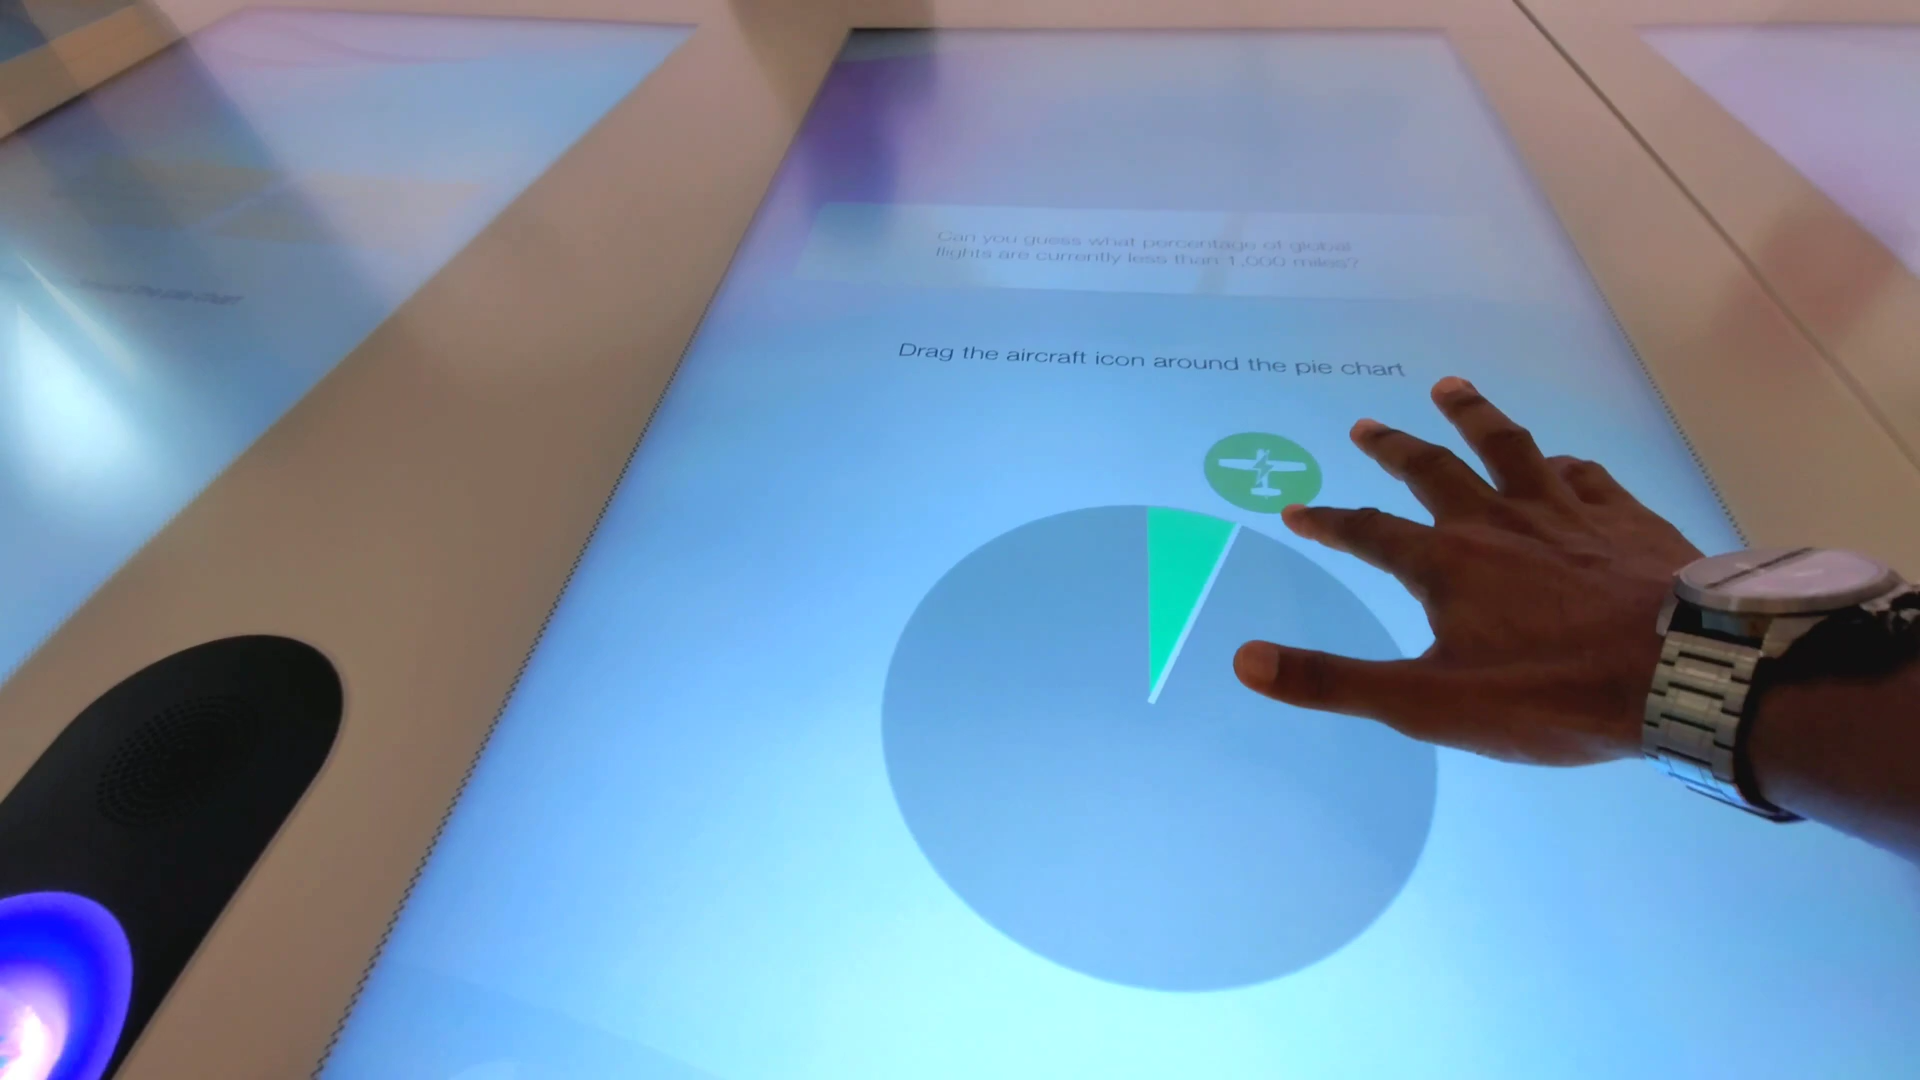 Can you guess what percentage of global
flights are currently less than 1,000 miles?
Drag the aircraft icon around the pie chart